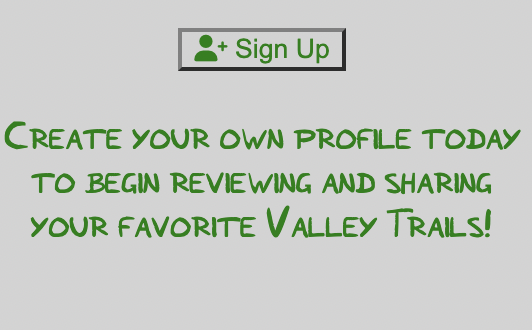 Sign Up
Create your own profile today
to begin reviewing and sharing
your favorite Valley Trails!